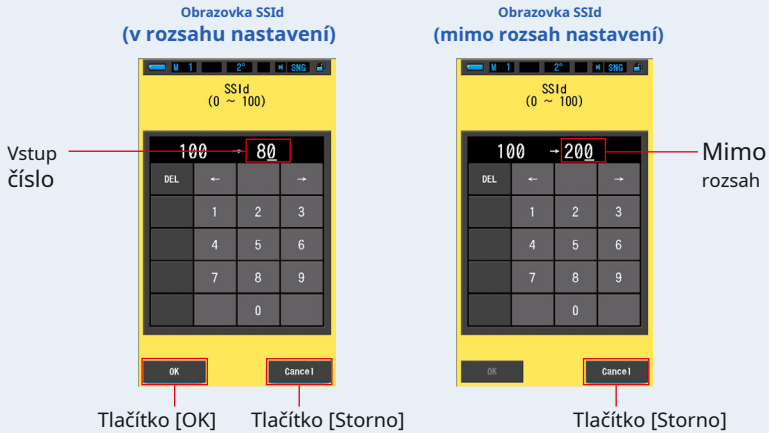 Obrazovka SSId
(v rozsahu nastavení)
M 1 2° SNG
SSId
(0 ~ 100)
100 → 80
DEL ← →
1 2 3
4 5 6
7 8 9
0
OK Cancel
Vstup
číslo
Tlačítko [OK] Tlačítko [Storno]
Obrazovka SSId
(mimo rozsah nastavení)
M 1 2° SNG
SSId
(0 ~ 100)
100 → 200
DEL ← →
1 2 3
4 5 6
7 8 9
0
OK Cancel
Mimo
rozsah
Tlačítko [Storno]